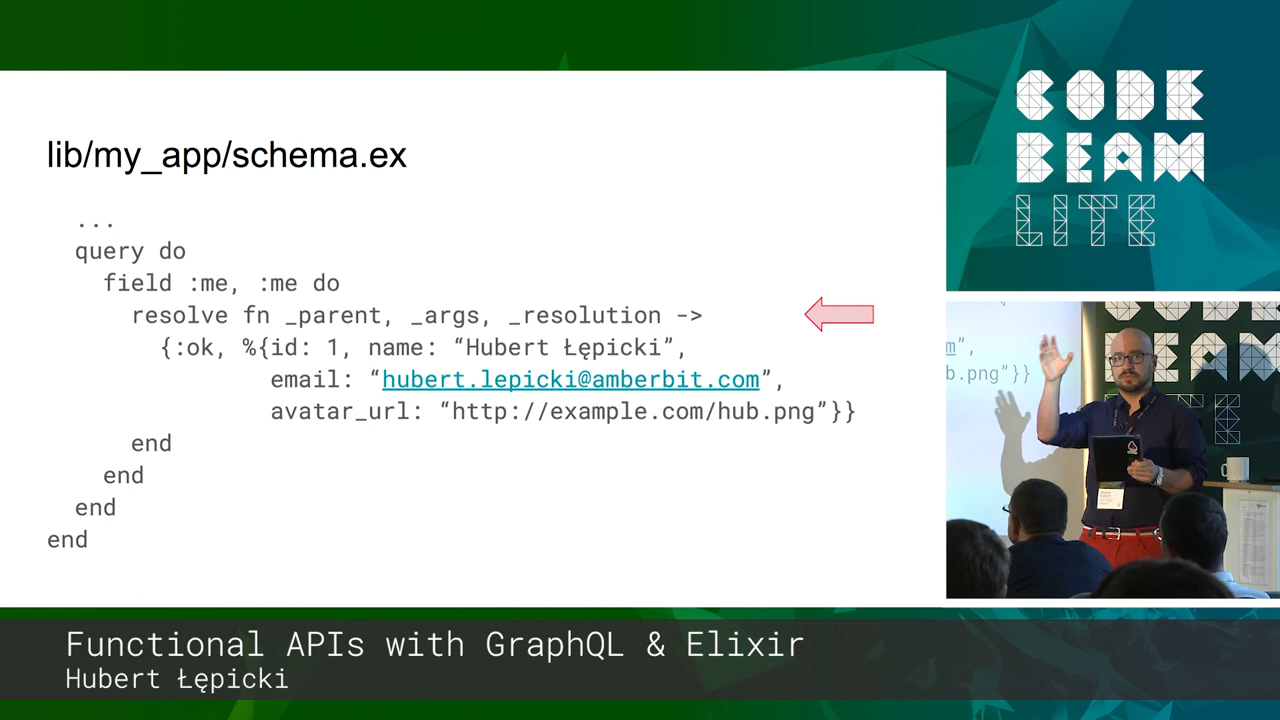 lib/my_app/schema.ex
...
query do
field :me, :me do
resolve fn _parent, _args, _resolution ->
{:ok, %{id: 1, name: “Hubert Łępicki”,
email: “hubert.lepicki@amberbit.com”,
avatar_url: “http://example.com/hub.png”}}
end
end
end
end
CODE
BEAM
LITE
m”,
b.png”}}
Functional APIs with GraphQL & Elixir
Hubert Łępicki